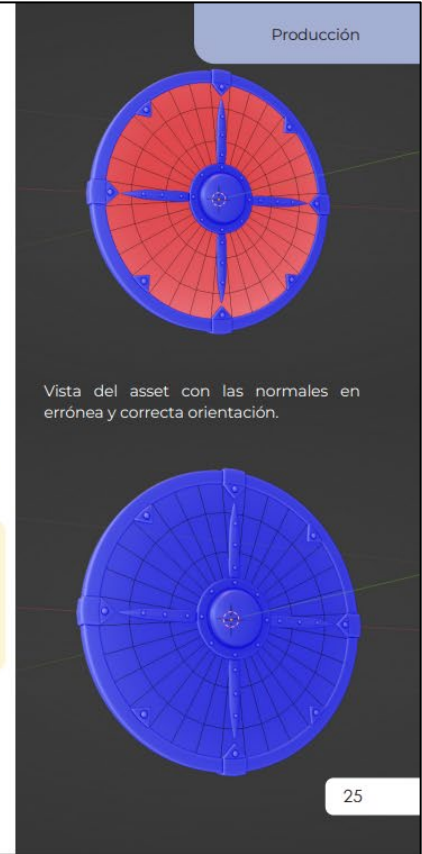 Producción
Vista del asset con las normales en
errónea y correcta orientación.
25